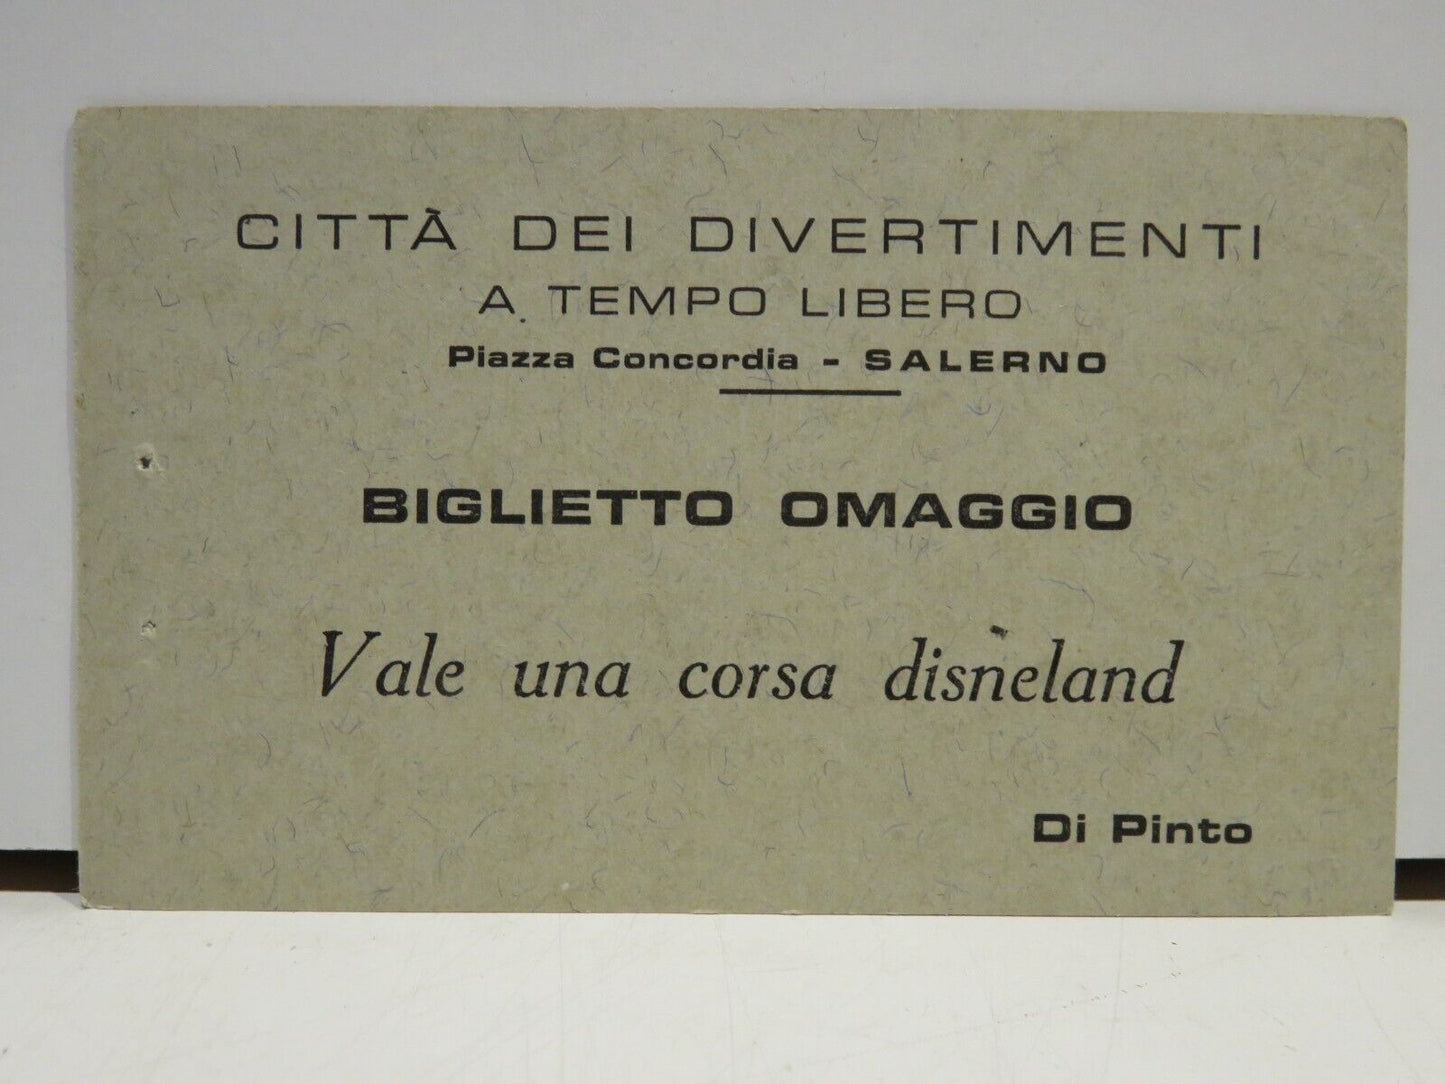 CITTÀ DEI DIVERTIMENTI
A TEMPO LIBERO
Piazza Concordia - SALERNO
BIGLIETTO OMAGGIO
Vale una corsa disneland
Di Pinto